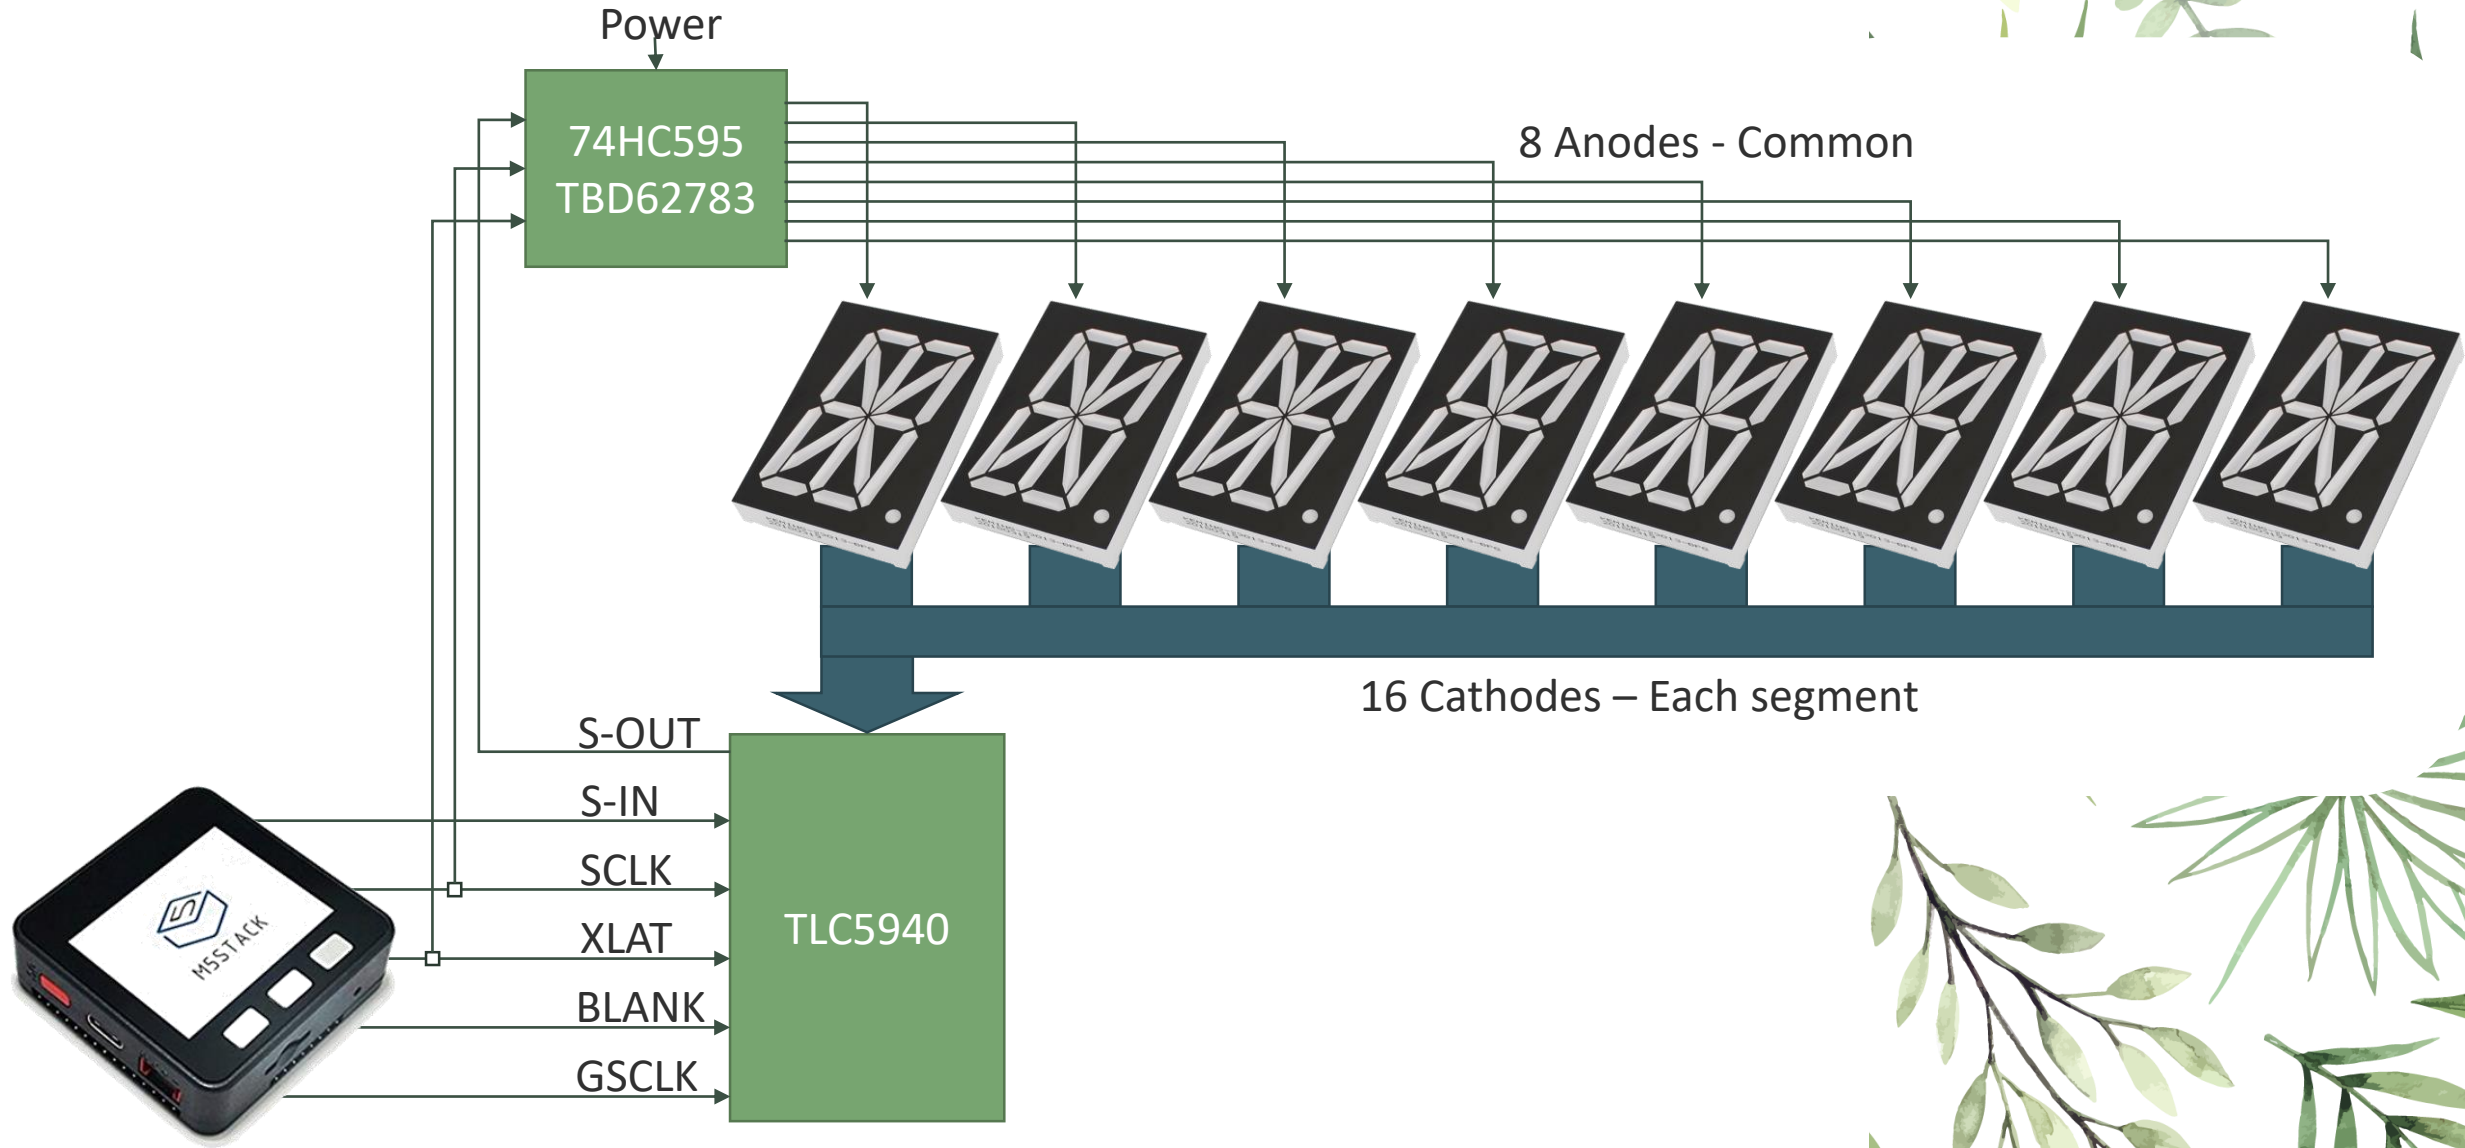 Power
74HC595
TBD62783
8 Anodes - Common
16 Cathodes – Each segment
S-OUT
S-IN
SCLK
XLAT
BLANK
GSCLK
TLC5940
M5STACK